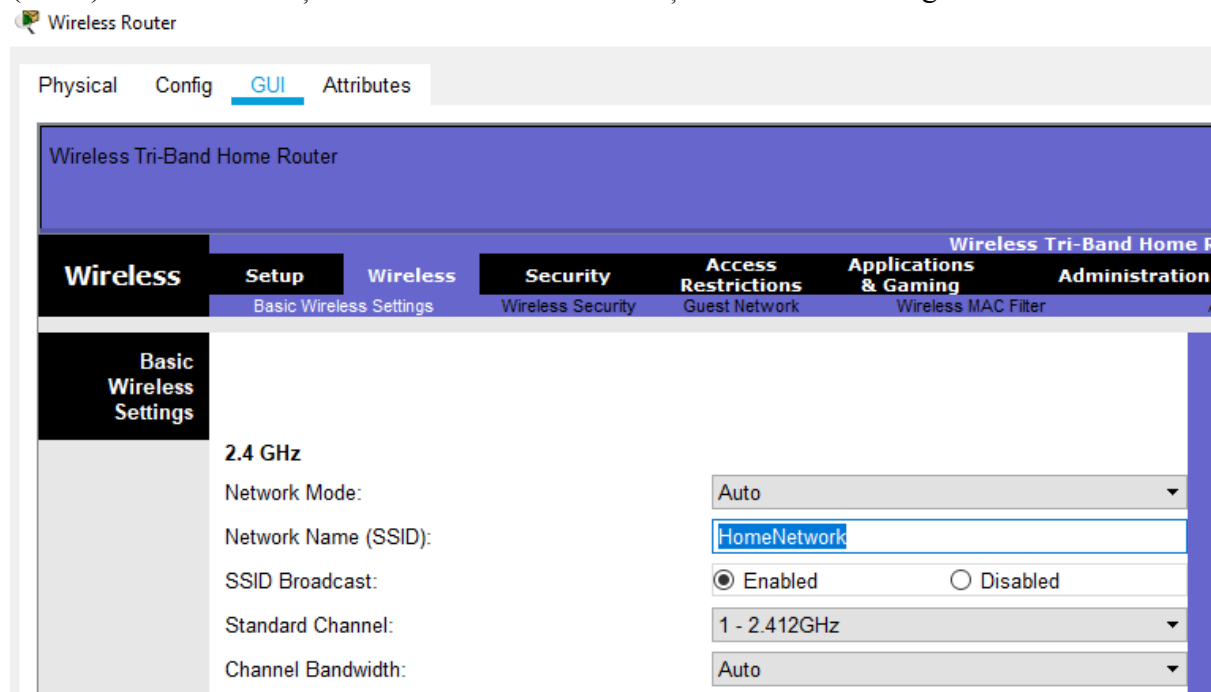 Wireless Router
Physical Config GUI Attributes
Wireless Tri-Band Home Router
Wireless Tri-Band Home
Wireless Setup Wireless Security Access Restrictions Applications & Gaming Administration
Basic Wireless Settings Wireless Security Guest Network Wireless MAC Filter
Basic
Wireless
Settings
2.4 GHz
Network Mode: Auto
Network Name (SSID): HomeNetwork
SSID Broadcast: Enabled Disabled
Standard Channel: 1 - 2.412GHz
Channel Bandwidth: Auto